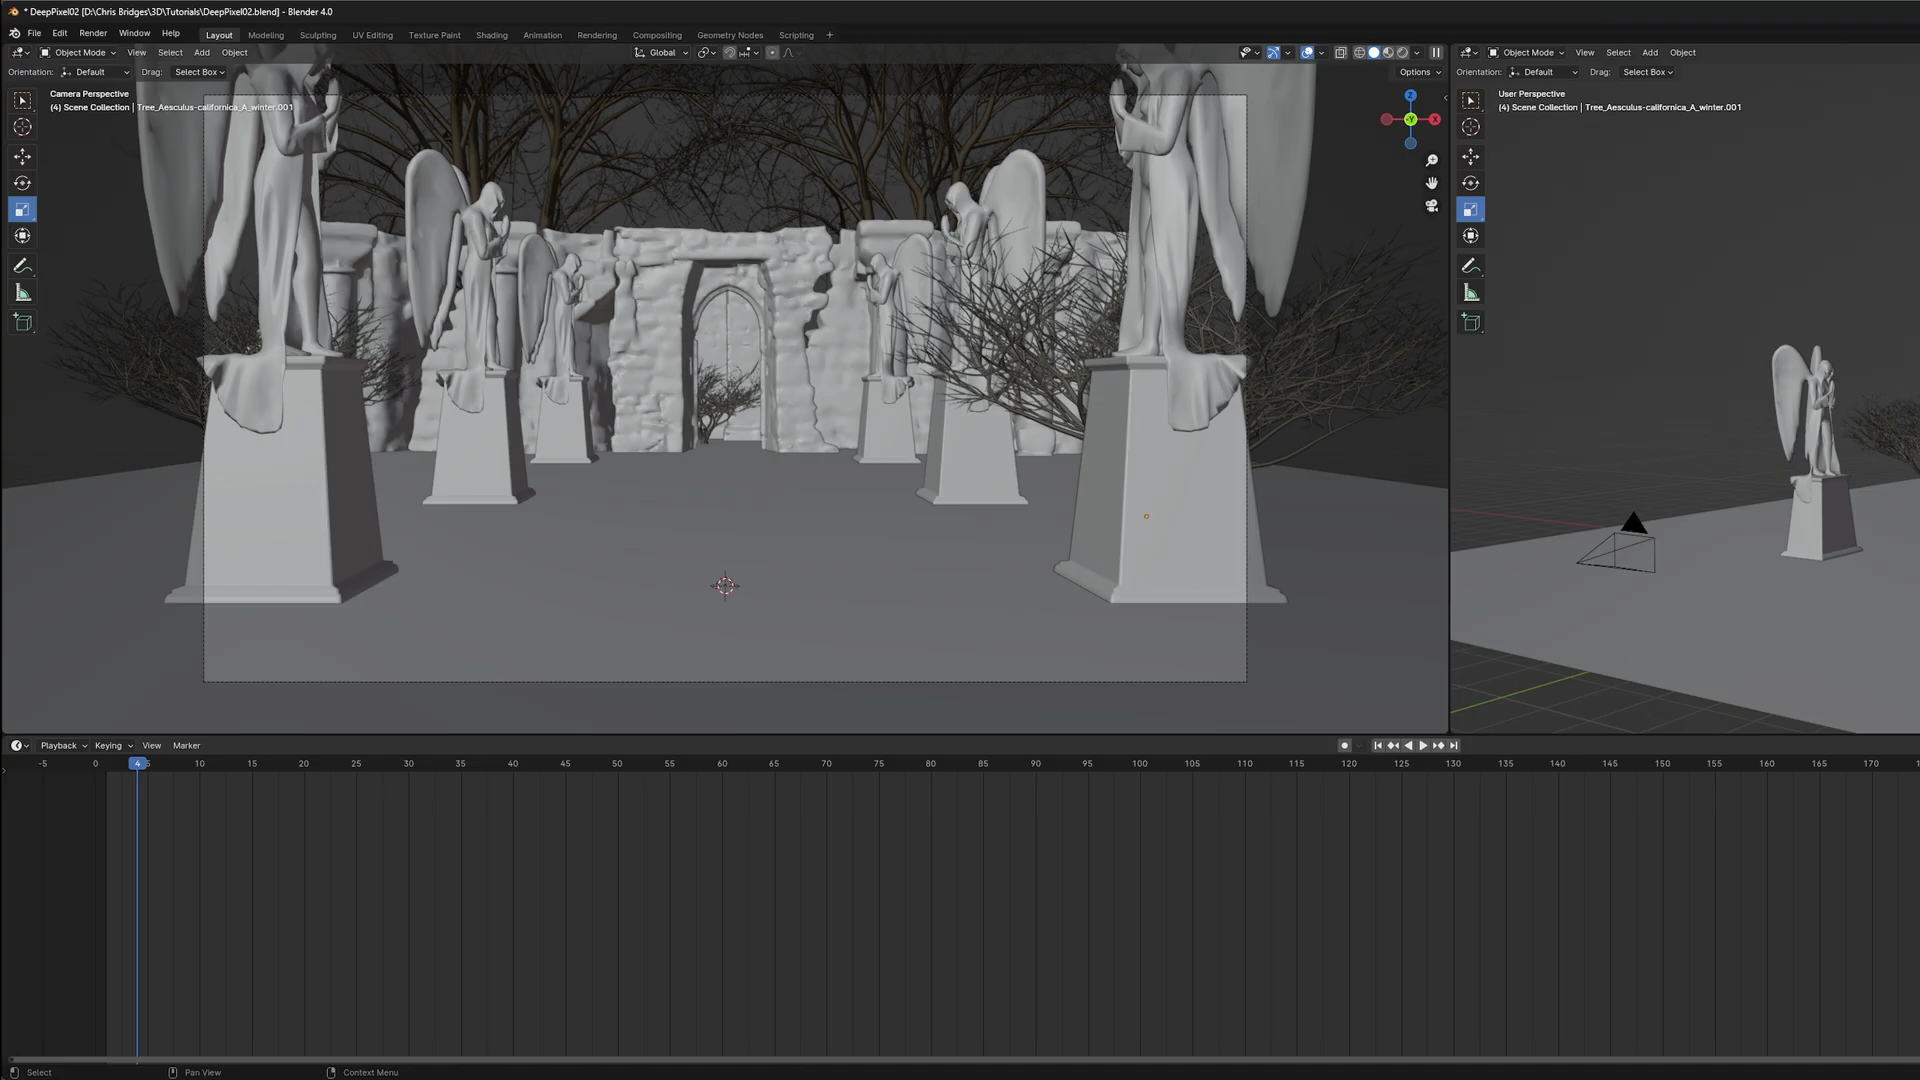 * DeepPixel02 [D:\Chris Bridges\3D\Tutorials\DeepPixel02.blend] - Blender 4.0
File Edit Render Window Help Layout Modeling Sculpting UV Editing Texture Paint Shading Animation Rendering Compositing Geometry Nodes Scripting +
Object Mode View Select Add Object Global Object Mode View Select Add Object
Orientation: Default Drag: Select Box Options Orientation: Default Drag: Select Box
Camera Perspective
(4) Scene Collection | Tree_Aesculus-californica_A_winter.001
Z
-Y X
User Perspective
(4) Scene Collection | Tree_Aesculus-californica_A_winter.001
Playback Keying View Marker
-5 0 4 5 10 15 20 25 30 35 40 45 50 55 60 65 70 75 80 85 90 95 100 105 110 115 120 125 130 135 140 145 150 155 160 165 170
Select Pan View Context Menu